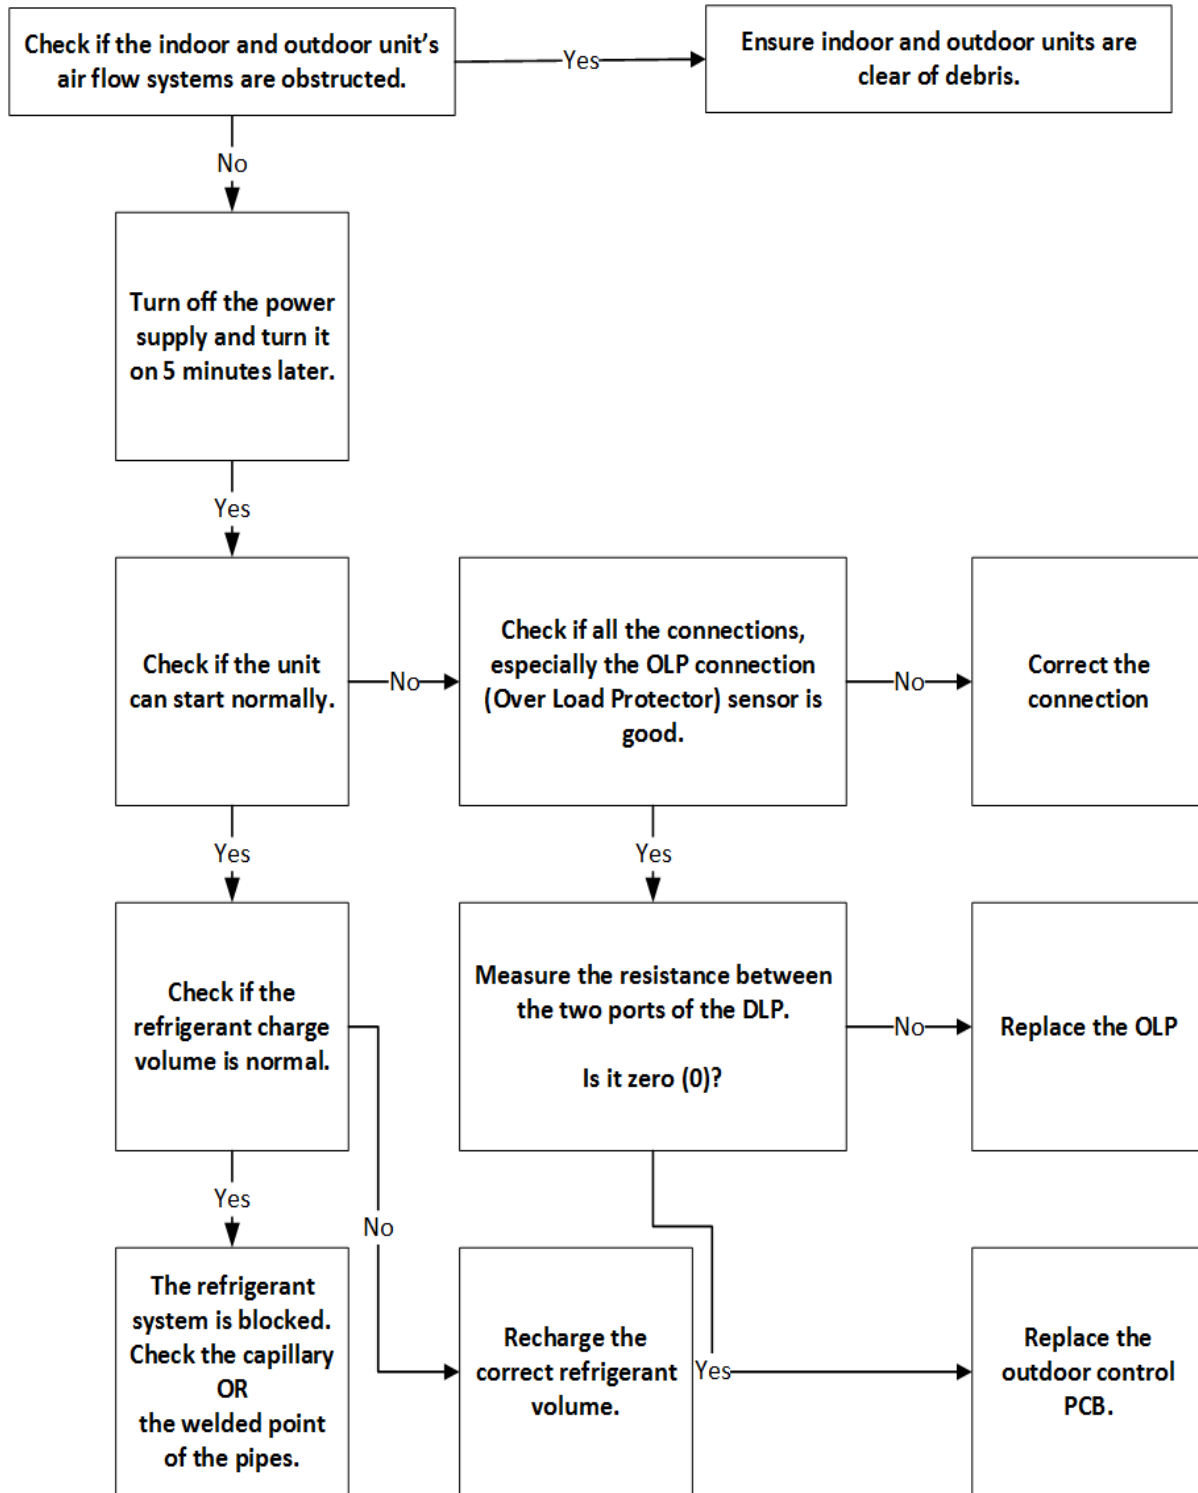 Check if the indoor and outdoor unit's
air flow systems are obstructed.
Yes
Ensure indoor and outdoor units are
clear of debris.
No
Turn off the power
supply and turn it
on 5 minutes later.
Yes
Check if the unit
can start normally.
No
Check if all the connections,
especially the OLP connection
(Over Load Protector) sensor is
good.
No
Correct the
connection
Yes
Yes
Check if the
refrigerant charge
volume is normal.
Measure the resistance between
the two ports of the DLP.
Is it zero (0)?
No
Replace the OLP
Yes
No
The refrigerant
system is blocked.
Check the capillary
OR
the welded point
of the pipes.
Recharge the
correct refrigerant
volume.
Yes
Replace the
outdoor control
PCB.